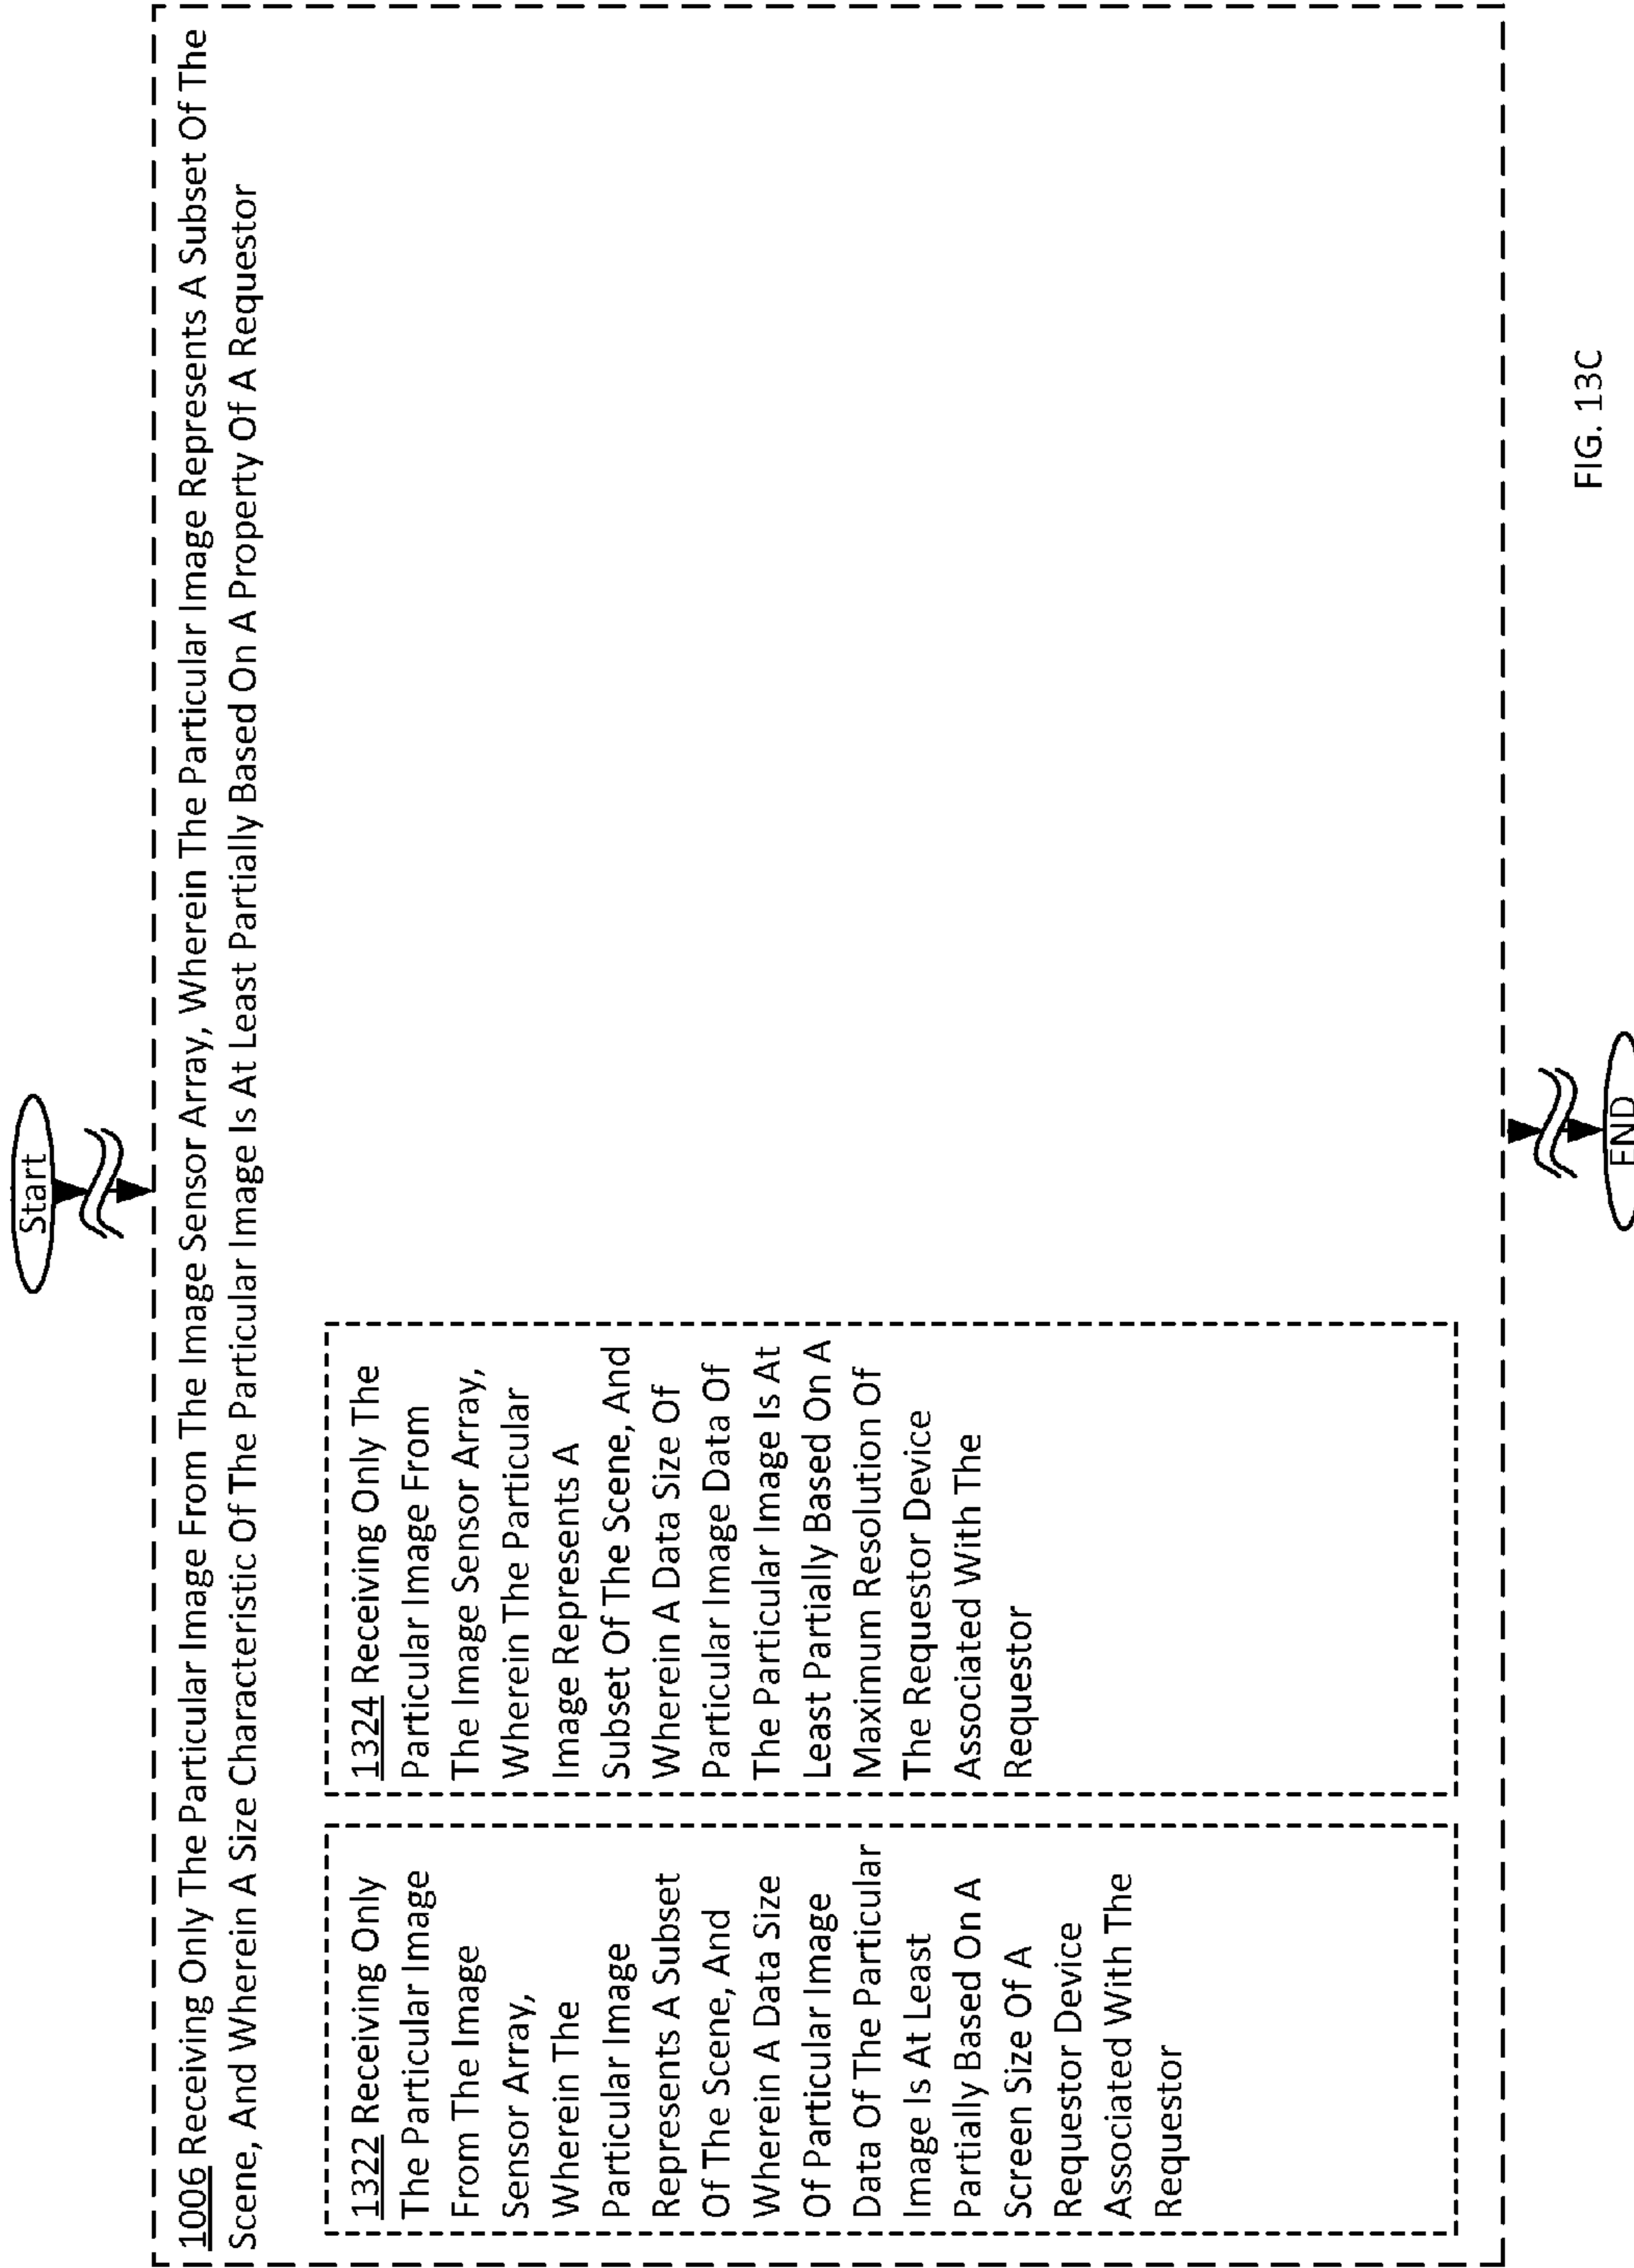 Start
1006 Receiving Only The Particular Image From The Image Sensor Array, Wherein The Particular Image Represents A Subset Of The
Scene, And Wherein A Size Characteristic Of The Particular Image Is At Least Partially Based On A Property Of A Requestor
1322 Receiving Only
The Particular Image
From The Image
Sensor Array,
Wherein The
Particular Image
Represents A Subset
Of The Scene, And
Wherein A Data Size
Of Particular Image
Data Of The Particular
Image Is At Least
Partially Based On A
Screen Size Of A
Requestor Device
Associated With The
Requestor
1324 Receiving Only The
Particular Image From
The Image Sensor Array,
Wherein The Particular
Image Represents A
Subset Of The Scene, And
Wherein A Data Size Of
Particular Image Data Of
The Particular Image Is At
Least Partially Based On A
Maximum Resolution Of
The Requestor Device
Associated With The
Requestor
END
FIG. 13C